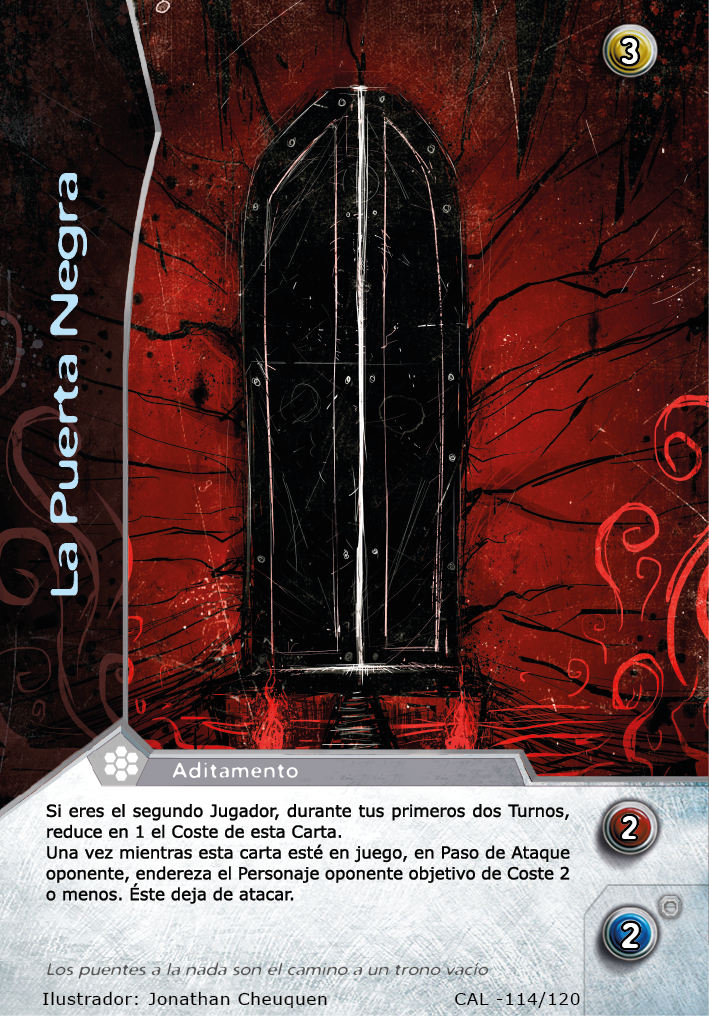 3
La Puerta Negra
Aditamento
Si eres el segundo Jugador, durante tus primeros dos Turnos,
reduce en 1 el Coste de esta Carta.
Una vez mientras esta carta esté en juego, en Paso de Ataque
oponente, endereza el Personaje oponente objetivo de Coste 2
o menos. Éste deja de atacar.
2
2
Los puentes a la nada son el camino a un trono vacío
Ilustrador: Jonathan Cheuquen CAL -114/120